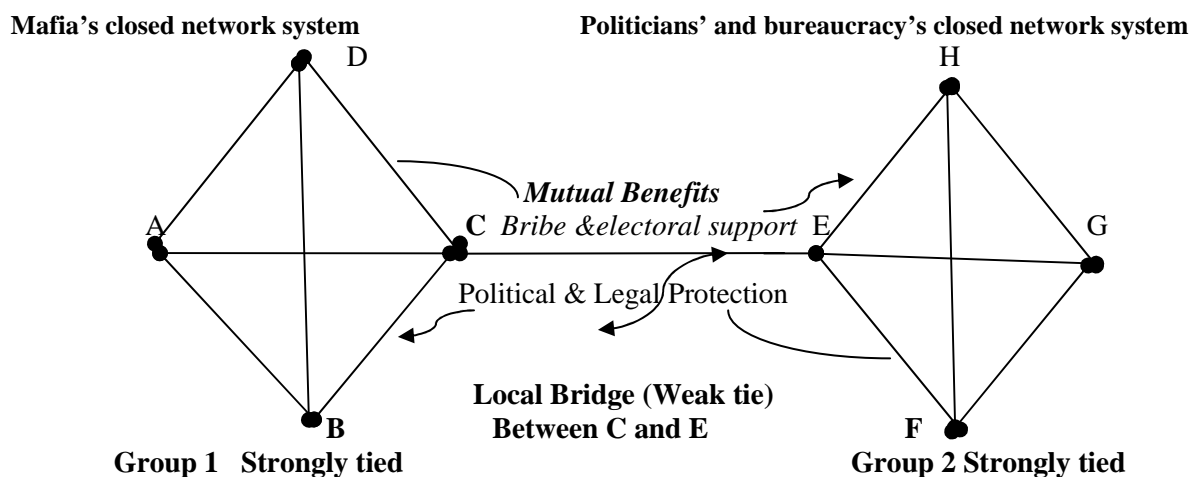 Mafia’s closed network system
Politicians’ and bureaucracy’s closed network system
D
H
Mutual Benefits
A
C Bribe &electoral support E
G
Political & Legal Protection
Local Bridge (Weak tie)
Between C and E
B
F
Group 1 Strongly tied
Group 2 Strongly tied